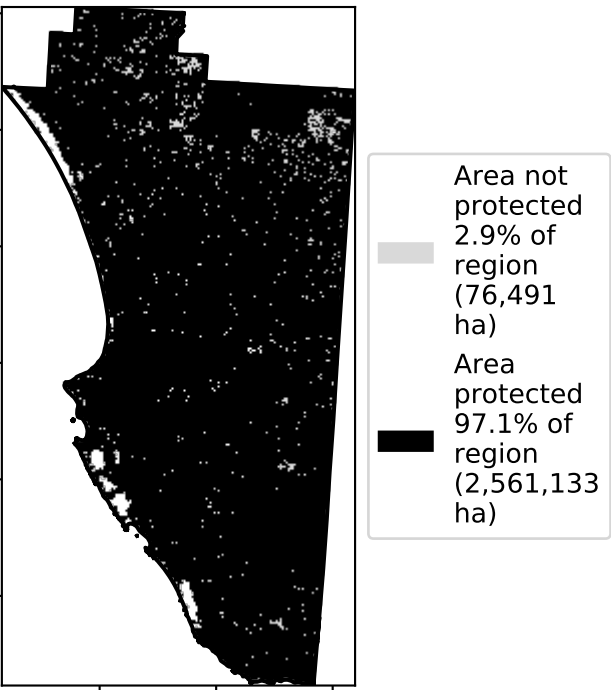 Area not
protected
2.9% of
region
(76,491
ha)
Area
protected
97.1% of
region
(2,561,133
ha)